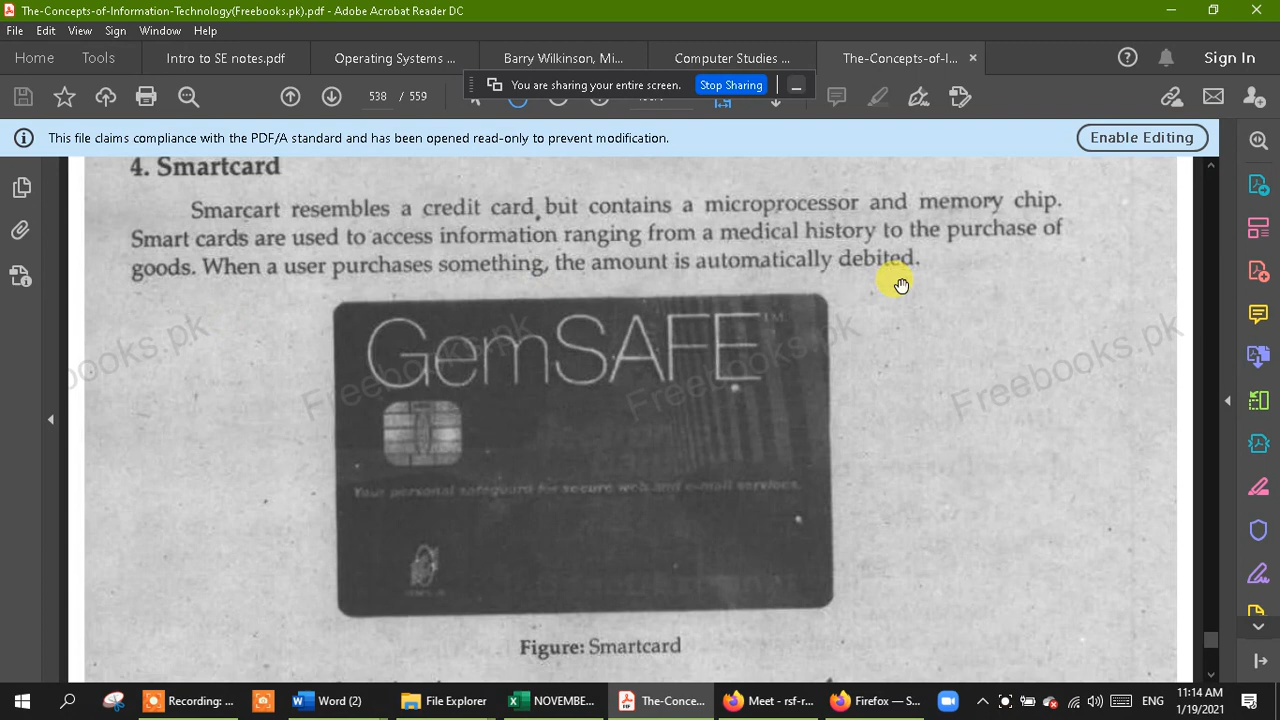 The-Concepts-of-Information-Technology(Freebooks.pk).pdf - Adobe Acrobat Reader DC
File Edit View Sign Window Help
Home Tools Intro to SE notes.pdf Operating Systems ... Barry Wilkinson, Mi... Computer Studies ... The-Concepts-of-I... Sign In
You are sharing your entire screen. Stop Sharing
538 / 559
This file claims compliance with the PDF/A standard and has been opened read-only to prevent modification. Enable Editing
4. Smartcard
Smarcart resembles a credit card, but contains a microprocessor and memory chip.
Smart cards are used to access information ranging from a medical history to the purchase of
goods. When a user purchases something, the amount is automatically debited.
GemSAFE™
ooks.pk Freebooks.pk Freebooks.pk Freebooks.pk
Your personal safeguard for secure web and e-mail services.
Figure: Smartcard
Recording: ... Word (2) File Explorer NOVEMBE... The-Conce... Meet - rsf-r... Firefox — S... ENG
11:14 AM
1/19/2021